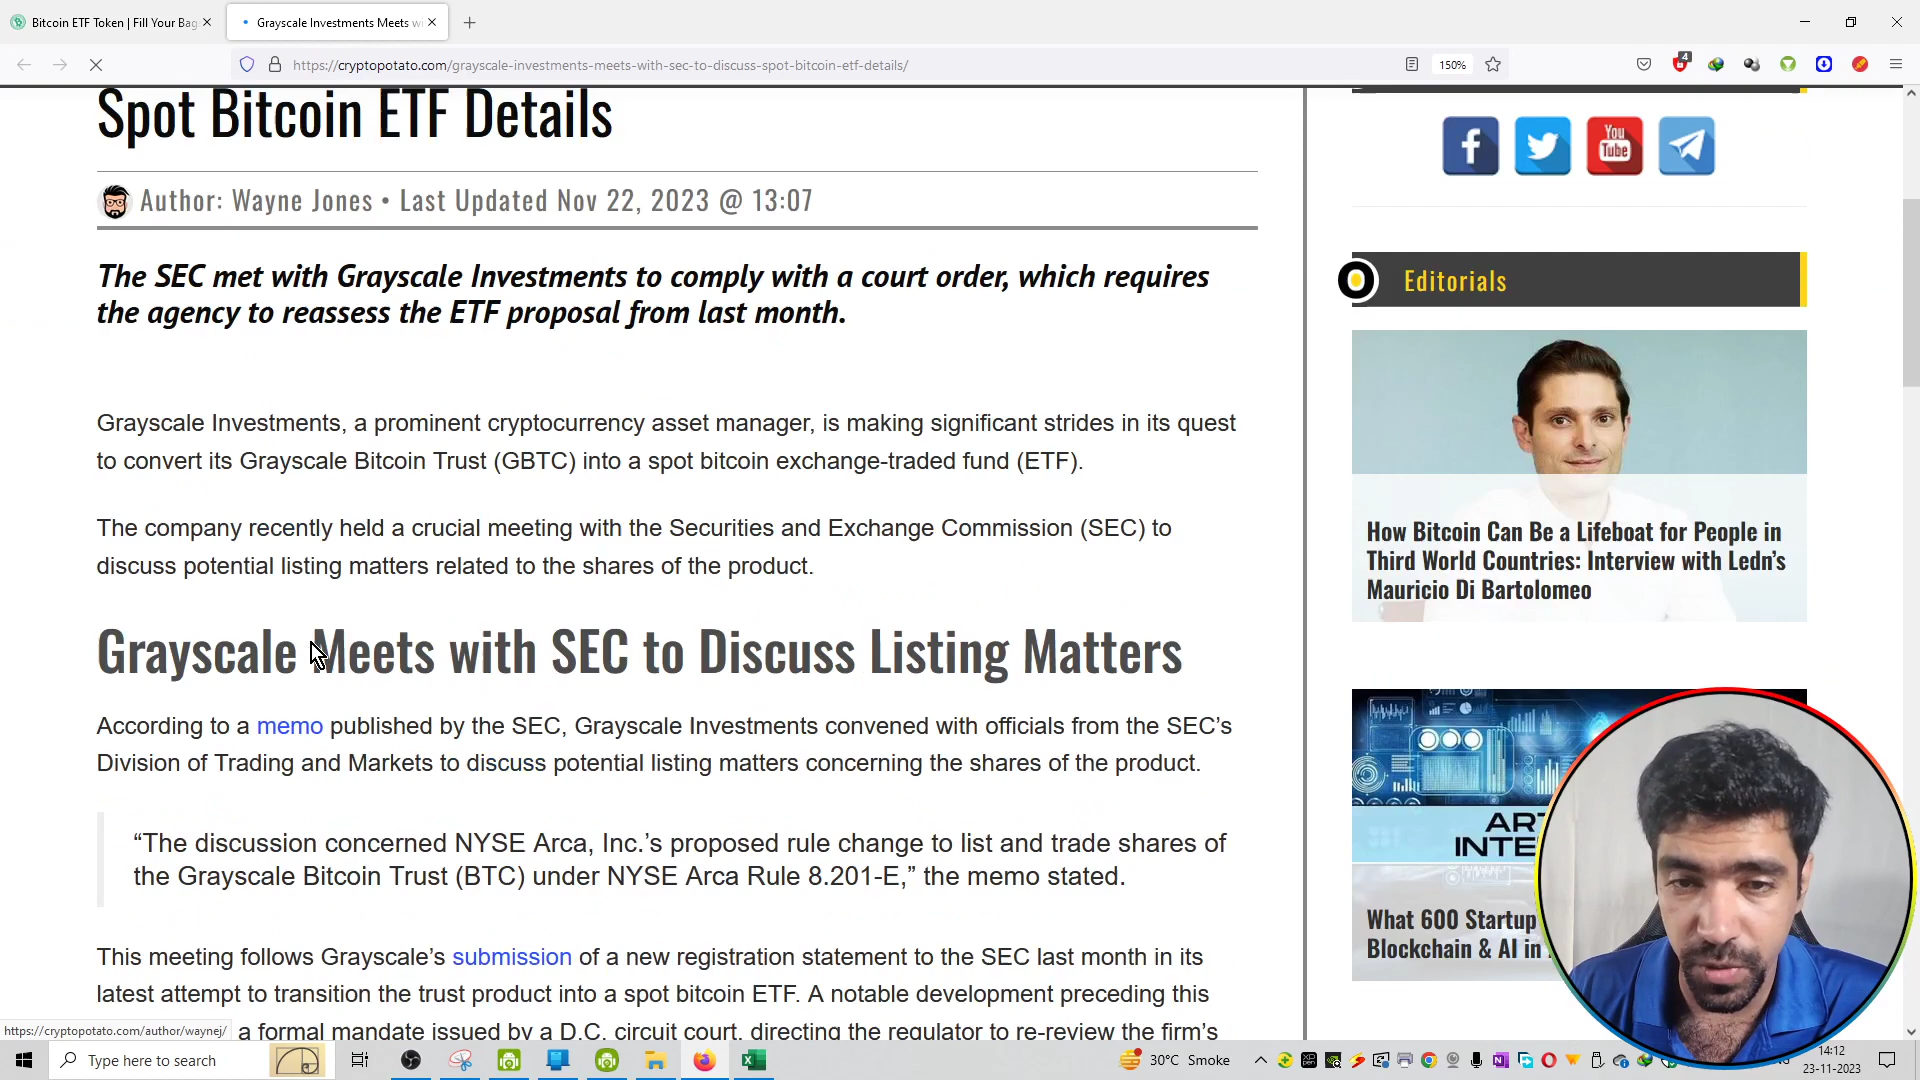 Bitcoin ETF Token | Fill Your Bag
Grayscale Investments Meets wi
https://cryptopotato.com/grayscale-investments-meets-with-sec-to-discuss-spot-bitcoin-etf-details/
150%
4
Spot Bitcoin ETF Details
Author: Wayne Jones • Last Updated Nov 22, 2023 @ 13:07
The SEC met with Grayscale Investments to comply with a court order, which requires
the agency to reassess the ETF proposal from last month.
Grayscale Investments, a prominent cryptocurrency asset manager, is making significant strides in its quest
to convert its Grayscale Bitcoin Trust (GBTC) into a spot bitcoin exchange-traded fund (ETF).
The company recently held a crucial meeting with the Securities and Exchange Commission (SEC) to
discuss potential listing matters related to the shares of the product.
Grayscale Meets with SEC to Discuss Listing Matters
According to a memo published by the SEC, Grayscale Investments convened with officials from the SEC’s
Division of Trading and Markets to discuss potential listing matters concerning the shares of the product.
“The discussion concerned NYSE Arca, Inc.’s proposed rule change to list and trade shares of
the Grayscale Bitcoin Trust (BTC) under NYSE Arca Rule 8.201-E,” the memo stated.
This meeting follows Grayscale’s submission of a new registration statement to the SEC last month in its
latest attempt to transition the trust product into a spot bitcoin ETF. A notable development preceding this
a formal mandate issued by a D.C. circuit court, directing the regulator to re-review the firm’s
https://cryptopotato.com/author/waynej/
You
Tube
Editorials
How Bitcoin Can Be a Lifeboat for People in
Third World Countries: Interview with Ledn’s
Mauricio Di Bartolomeo
What 600 Startup
Blockchain & AI in
Type here to search
30°C Smoke
14:12
23-11-2023